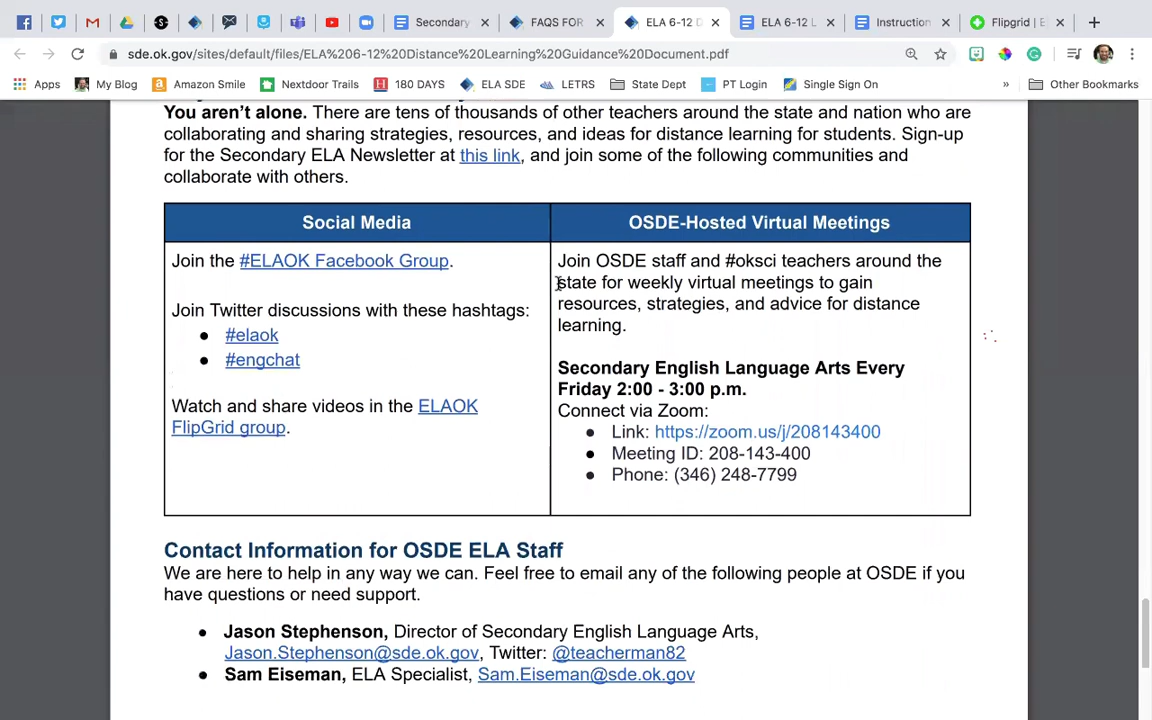 Secondary
FAQS FOR
ELA 6-12 D
ELA 6-12 L
Instruction
Flipgrid | E
sde.ok.gov/sites/default/files/ELA%206-12%20Distance%20Learning%20Guidance%20Document.pdf
Apps
My Blog
Amazon Smile
Nextdoor Trails
180 DAYS
ELA SDE
LETRS
State Dept
PT Login
Single Sign On
»
Other Bookmarks
You aren't alone. There are tens of thousands of other teachers around the state and nation who are
collaborating and sharing strategies, resources, and ideas for distance learning for students. Sign-up
for the Secondary ELA Newsletter at this link, and join some of the following communities and
collaborate with others.
Social Media
Join the #ELAOK Facebook Group.
Join Twitter discussions with these hashtags:
● #elaok
● #engchat
Watch and share videos in the ELAOK
FlipGrid group.
OSDE-Hosted Virtual Meetings
Join OSDE staff and #oksci teachers around the
state for weekly virtual meetings to gain
resources, strategies, and advice for distance
learning.
Secondary English Language Arts Every
Friday 2:00 - 3:00 p.m.
Connect via Zoom:
● Link: https://zoom.us/j/208143400
● Meeting ID: 208-143-400
● Phone: (346) 248-7799
Contact Information for OSDE ELA Staff
We are here to help in any way we can. Feel free to email any of the following people at OSDE if you
have questions or need support.
● Jason Stephenson, Director of Secondary English Language Arts,
Jason.Stephenson@sde.ok.gov, Twitter: @teacherman82
● Sam Eiseman, ELA Specialist, Sam.Eiseman@sde.ok.gov